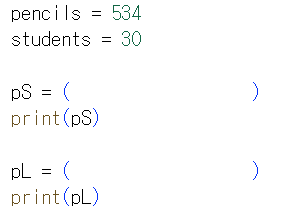 pencils = 534
students = 30
pS = (                         )
print(pS)
pL = (                         )
print(pL)